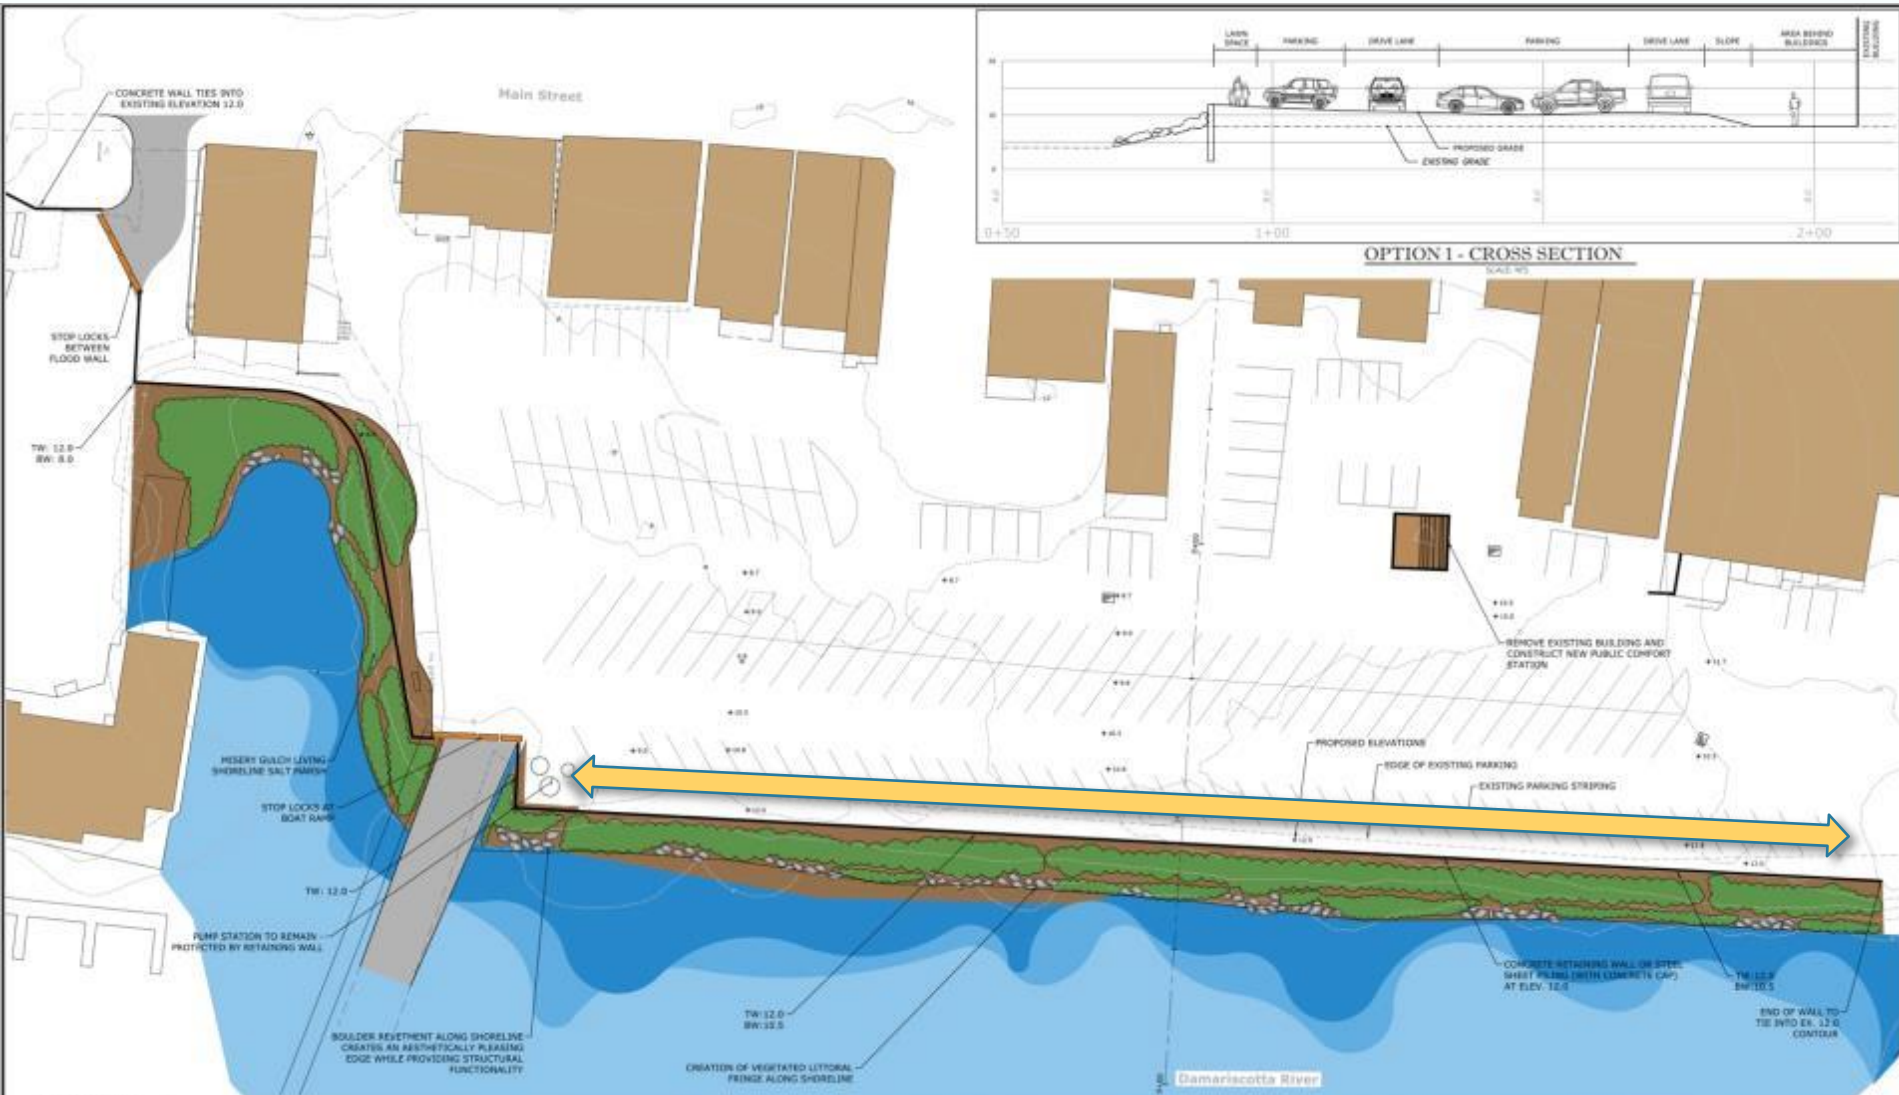 CONCRETE WALL TIES INTO
EXISTING ELEVATION 12.0
Main Street
LAWN
SPACE
PARKING
DRIVE LANE
PARKING
DRIVE LANE
SLOPE
AREA BEHIND
BUILDINGS
EXISTING
BUILDING
PROPOSED GRADE
EXISTING GRADE
0+50
1+00
2+00
OPTION 1 - CROSS SECTION
STOP LOCKS
BETWEEN
FLOOD WALL
TW: 12.0
BW: 8.0
REMOVE EXISTING BUILDING AND
CONSTRUCT NEW PUBLIC COMFORT
STATION
PROPOSED ELEVATIONS
EDGE OF EXISTING PARKING
EXISTING PARKING STRIPING
MISERY GULCH LIVING
SHORELINE SALT MARSH
STOP LOCKS AT
BOAT RAMP
TW: 12.0
PUMP STATION TO REMAIN
PROTECTED BY RETAINING WALL
BOULDER REVETMENT ALONG SHORELINE
CREATES AN AESTHETICALLY PLEASING
EDGE WHILE PROVIDING STRUCTURAL
FUNCTIONALITY
TW: 12.0
BW: 10.5
CREATION OF VEGETATED LITTORAL
FRINGE ALONG SHORELINE
CONCRETE RETAINING WALL OR STEEL
SHEET PILING (WITH CONCRETE CAP)
AT ELEV. 12.0
TW: 12.0
BW: 10.5
END OF WALL TO
TIE INTO EX. 12.0
CONTOUR
Damariscotta River